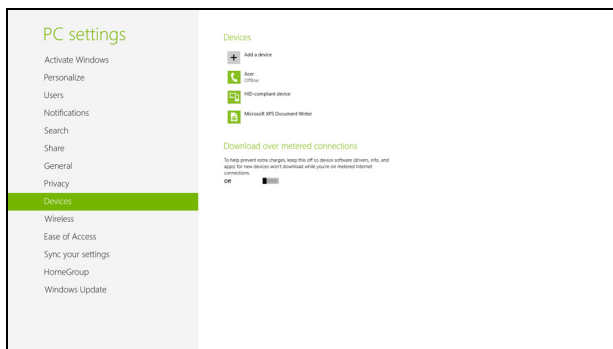 PC settings
Activate Windows
Personalize
Users
Notifications
Search
Share
General
Privacy
Devices
Wireless
Ease of Access
Sync your settings
HomeGroup
Windows Update
Devices
Add a device
Acer
Offline
HID-compliant device
Microsoft XPS Document Writer
Download over metered connections
To help prevent extra charges, keep this off so device software (drivers, info, and
apps) for new devices won't download while you're on metered Internet
connections.
Off